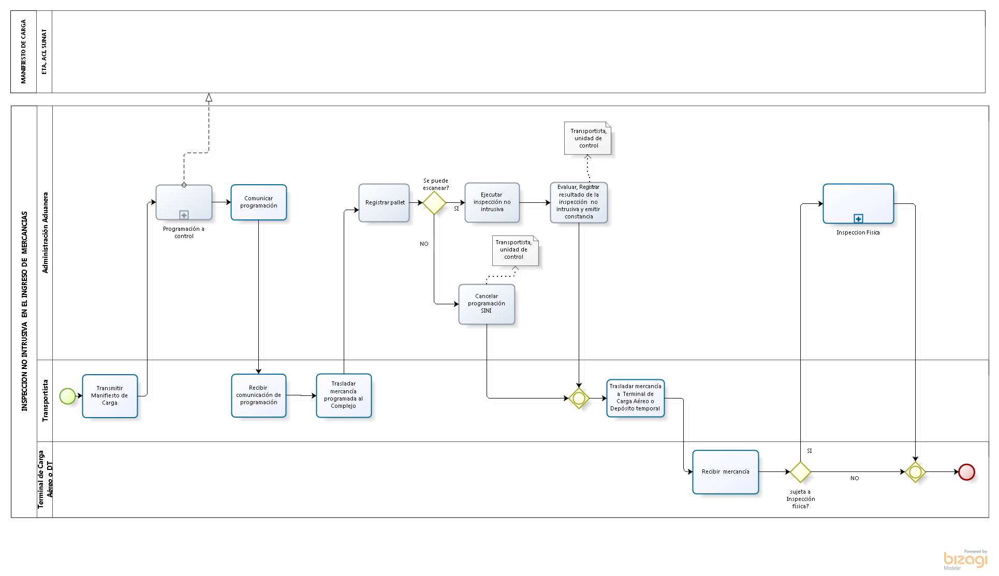 MANIFIESTO DE CARGA
ETA, ACI, SUNAT
INSPECCION NO INTRUSIVA EN EL INGRESO DE MERCANCIAS
Administración Aduanera
Transportista,
unidad de
control
Se puede
escanear?
Programación a
control
Comunicar
programación
Registrar pallet
SI
Ejecutar
inspección no
intrusiva
Evaluar, Registrar
resultado de la
inspección no
intrusiva y emitir
constancia
Inspeccion Fisica
NO
Transportista,
unidad de
control
Cancelar
programación
SINI
Transportista
Transmitir
Manifiesto de
Carga
Recibir
comunicación de
programación
Trasladar
mercancía
programada al
Complejo
Trasladar mercancía
a Terminal de
Carga Aéreo o
Depósito temporal
Terminal de Carga
Aéreo o DT
Recibir mercancía
SI
NO
sujeta a
Inspección
física?
Powered by
bizagi
Modeler